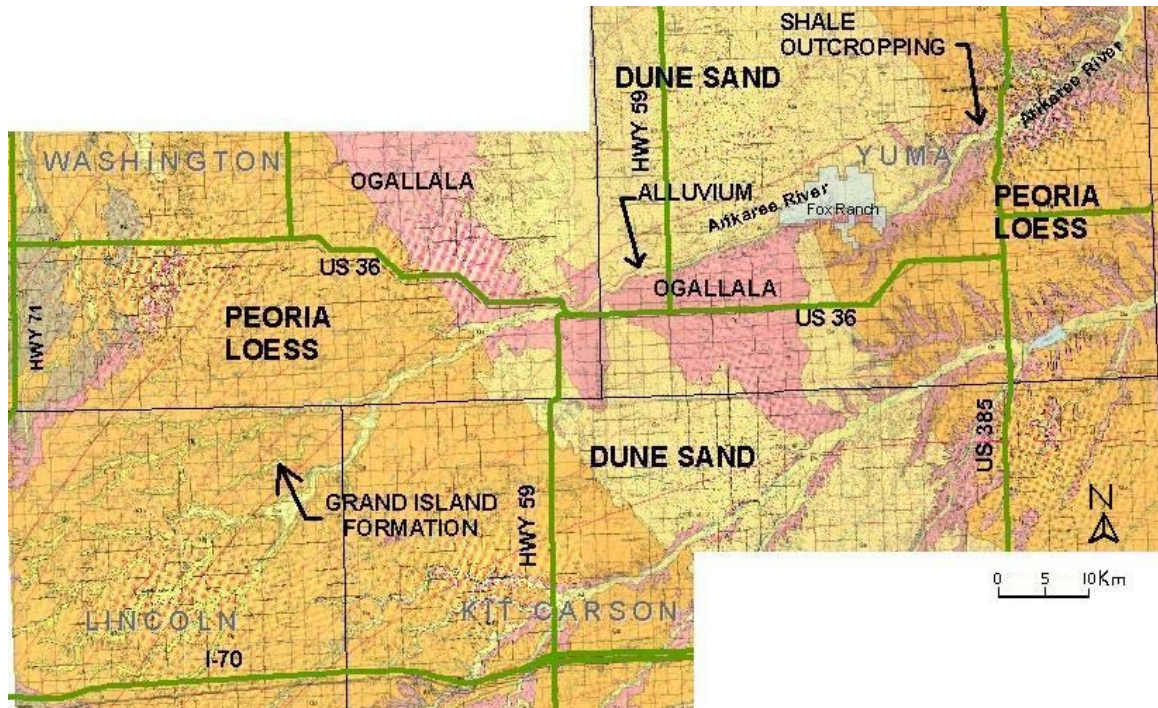 SHALE
OUTCROPPING
DUNE SAND
Arikaree River
HWY 59
WASHINGTON
YUMA
OGALLALA
ALLUVIUM
Arikaree River
Fox Ranch
PEORIA
LOESS
US 36
OGALLALA
US 36
PEORIA
LOESS
HWY 71
DUNE SAND
US 385
GRAND ISLAND
FORMATION
HWY 59
N
0 5 10Km
LINCOLN
KIT CARSON
I-70